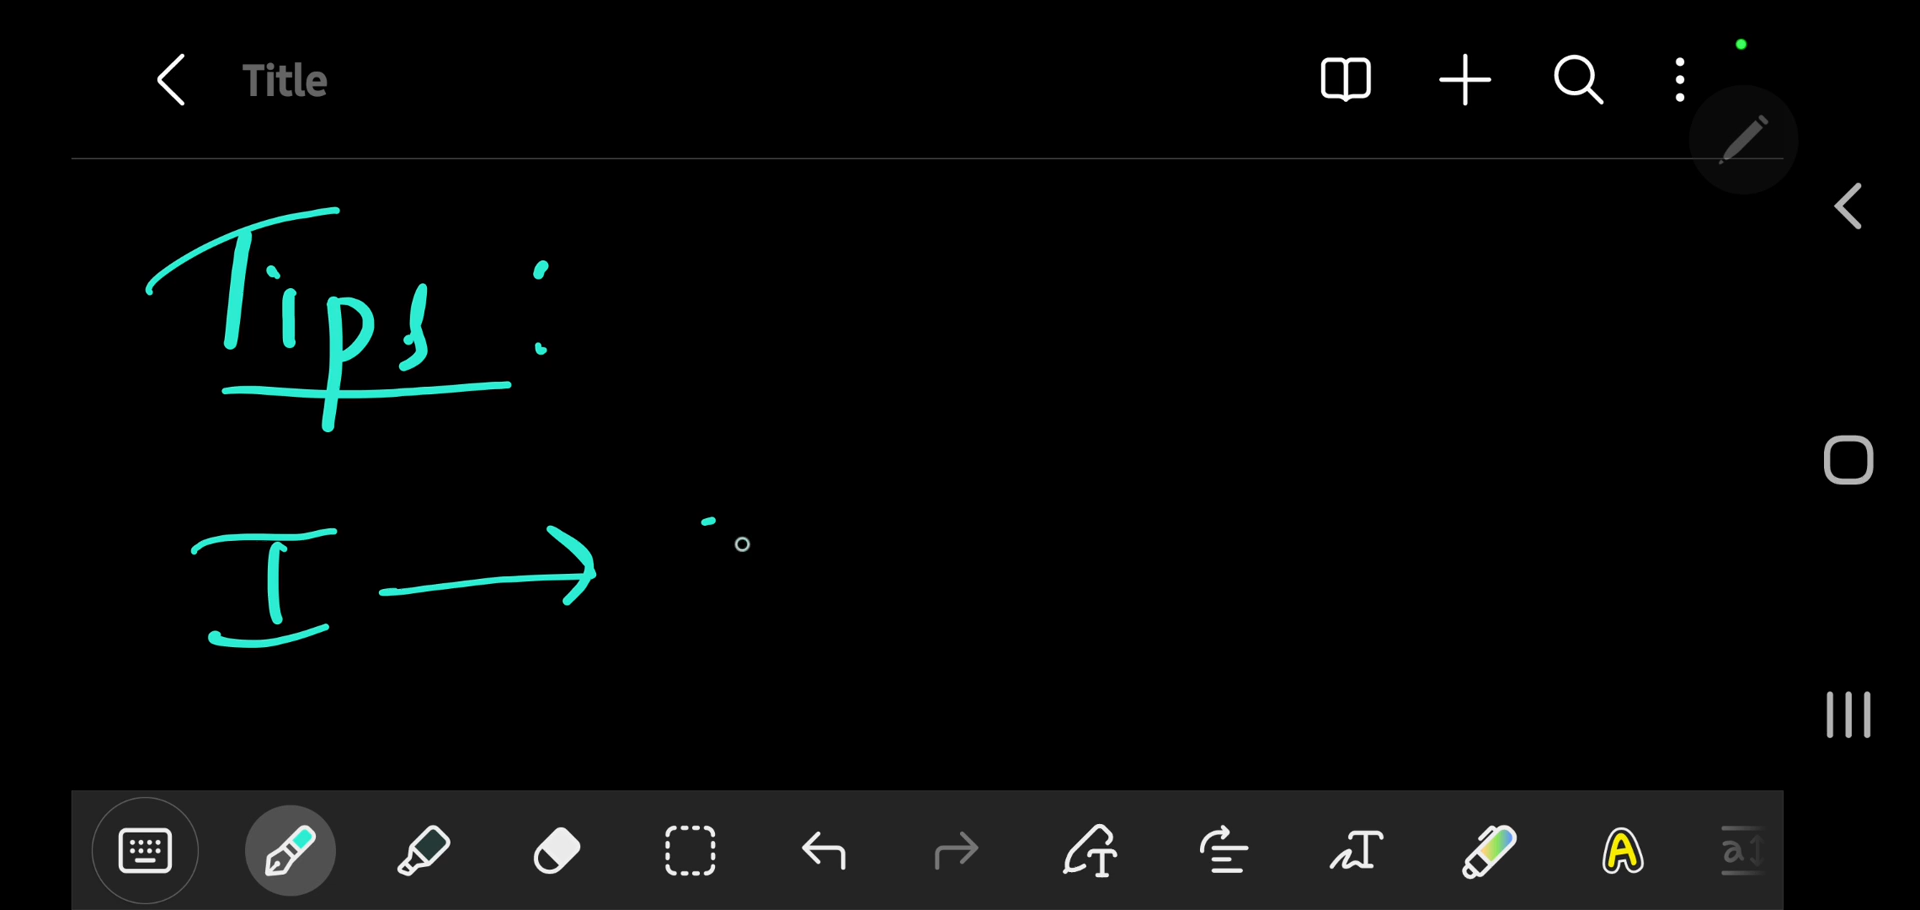 Title
Tips :
I →